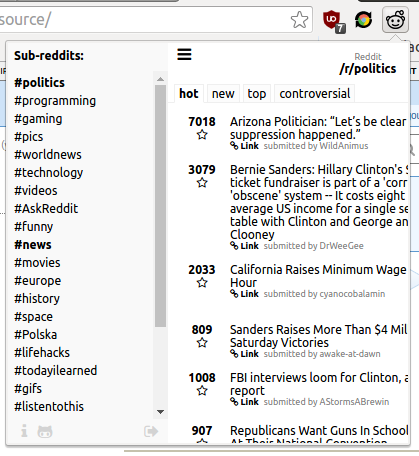 source/
7
Sub-reddits:
#politics
#programming
#gaming
#pics
#worldnews
#technology
#videos
#AskReddit
#funny
#news
#movies
#europe
#history
#space
#Polska
#lifehacks
#todayilearned
#gifs
#listentothis
Reddit
/r/politics
hot new top controversial
7018
Arizona Politician: “Let’s be clear
suppression happened.”
Link submitted by WildAnimus
3079
Bernie Sanders: Hillary Clinton's
ticket fundraiser is part of a 'corr
'obscene' system -- It costs eight
average US income for a single se
table with Clinton and George an
Clooney
Link submitted by DrWeeGee
2033
California Raises Minimum Wage
Hour
Link submitted by cyanocobalamin
809
Sanders Raises More Than $4 Mil
Saturday Victories
Link submitted by awake-at-dawn
1008
FBI interviews loom for Clinton, a
report
Link submitted by AStormsABrewin
907
Republicans Want Guns In School
At Their National Convention